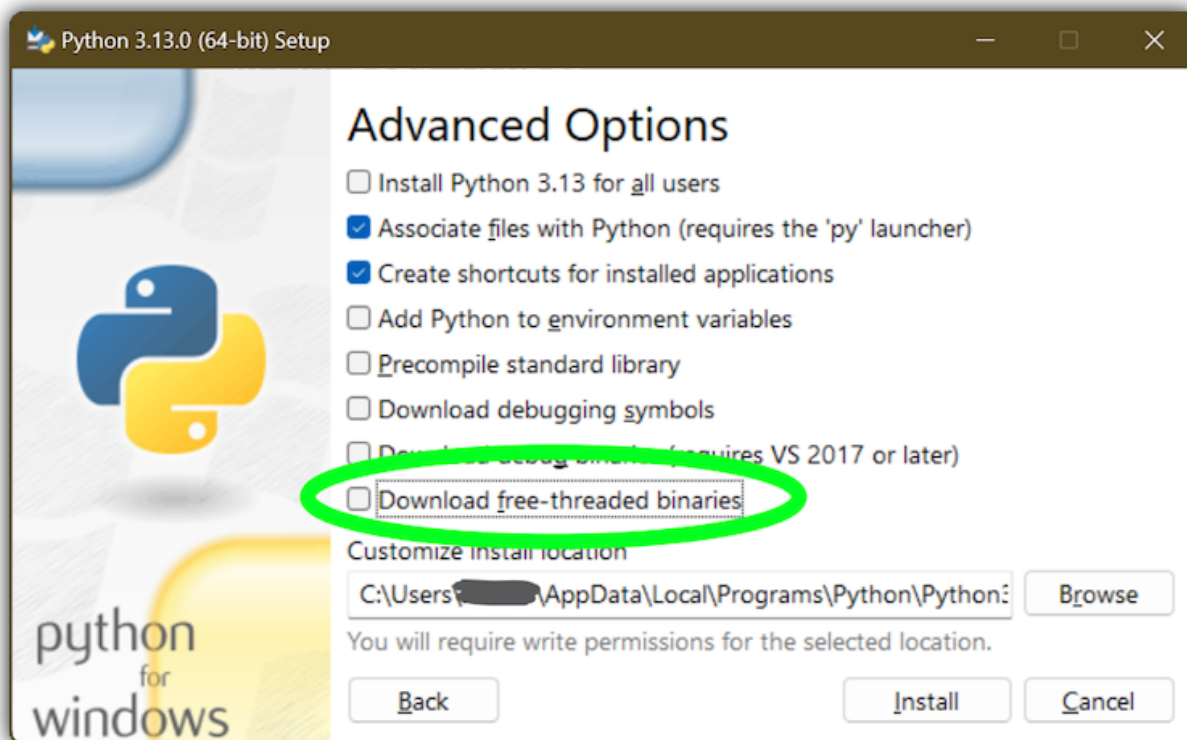 Python 3.13.0 (64-bit) Setup
Advanced Options
Install Python 3.13 for all users
Associate files with Python (requires the 'py' launcher)
Create shortcuts for installed applications
Add Python to environment variables
Precompile standard library
Download debugging symbols
Download debug binaries (requires VS 2017 or later)
Download free-threaded binaries
Customize install location
C:\Users\ \AppData\Local\Programs\Python\Python3
Browse
You will require write permissions for the selected location.
python
for
windows
Back
Install
Cancel